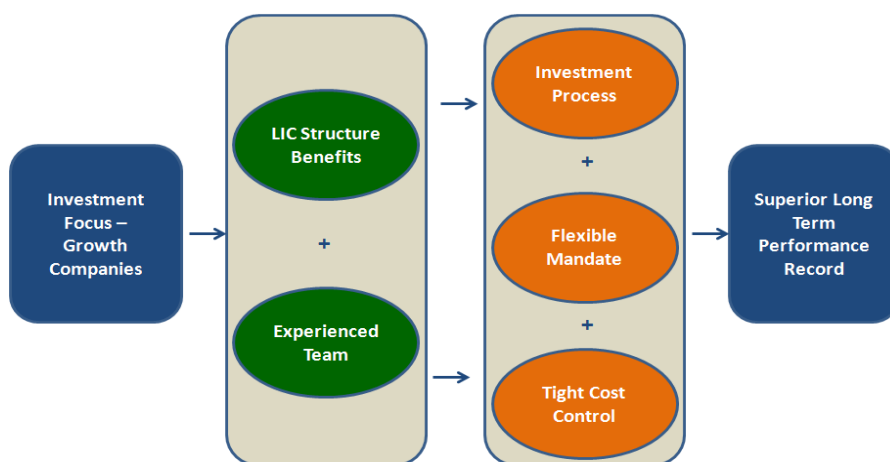 Investment
Focus –
Growth
Companies
LIC Structure
Benefits
+
Experienced
Team
Investment
Process
+
Flexible
Mandate
+
Tight Cost
Control
Superior Long
Term
Performance
Record